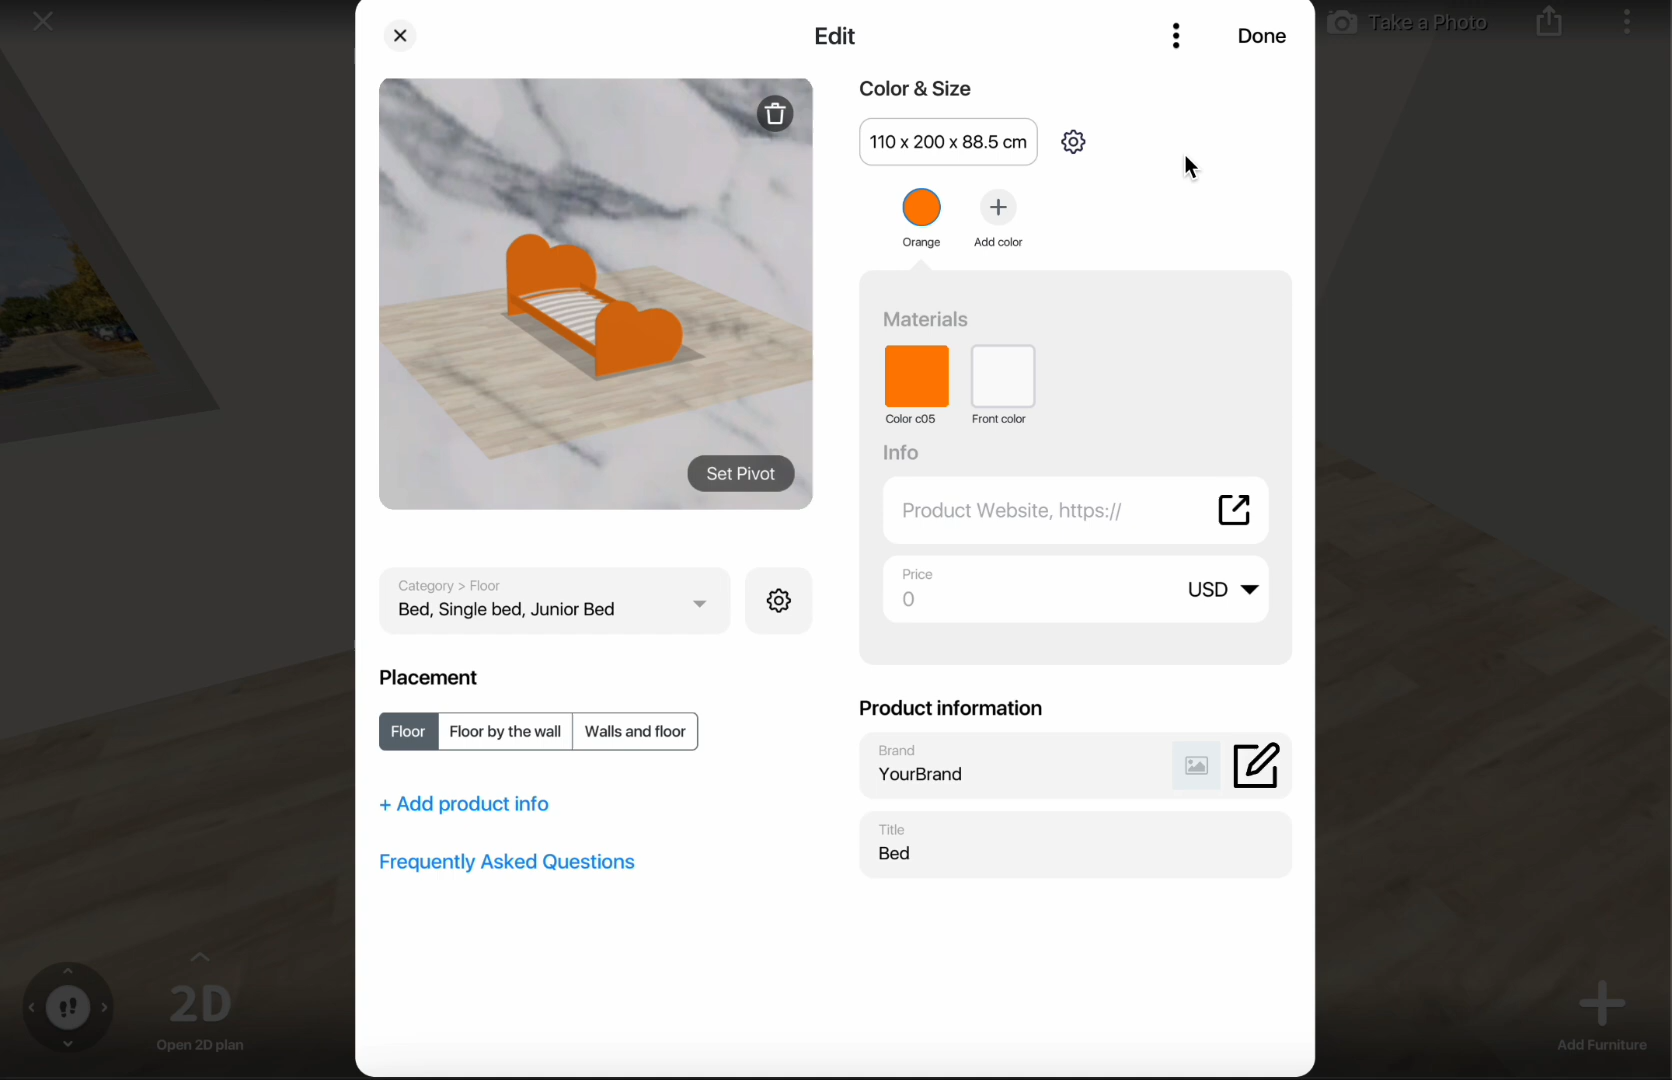 Edit
Done
Take a Photo
Color & Size
110 x 200 x 88.5 cm
Orange
Add color
Materials
Color c05
Front color
Info
Product Website, https://
Price
0
USD
Set Pivot
Category > Floor
Bed, Single bed, Junior Bed
Placement
Floor
Floor by the wall
Walls and floor
+ Add product info
Frequently Asked Questions
Product information
Brand
YourBrand
Title
Bed
2D
Open 2D plan
Add Furniture